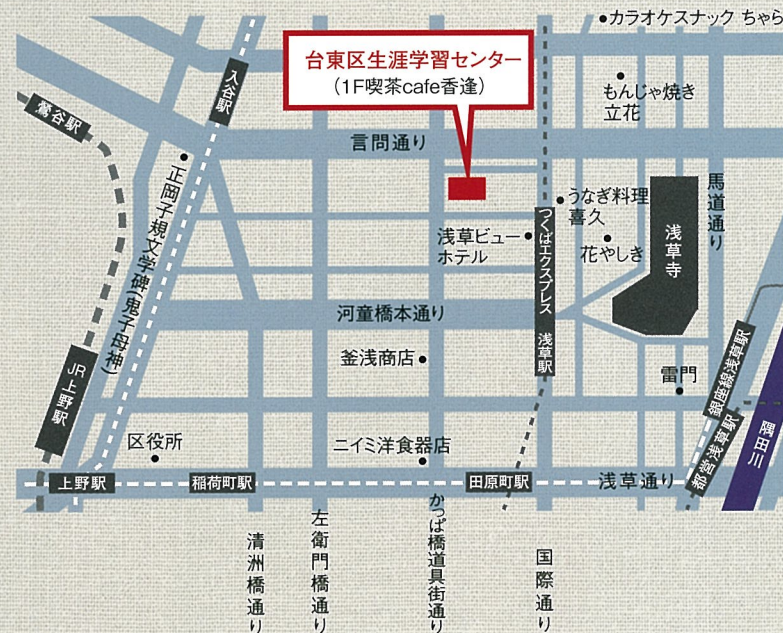 カラオケスナック ちゃら
台東区生涯学習センター
(1F喫茶cafe香逢)
もんじゃ焼き
立花
入谷駅
鶯谷駅
言問通り
正岡子規文学碑(鬼子母神)
うなぎ料理
喜久
馬道通り
浅草寺
浅草ビュー
ホテル
花やしき
つくばエクスプレス 浅草駅
河童橋本通り
釜浅商店
雷門
銀座線浅草駅
都営浅草駅
隅田川
JR上野駅
区役所
ニイミ洋食器店
上野駅
稲荷町駅
田原町駅
浅草通り
清洲橋通り
左衛門橋通り
かっぱ橋道具街通り
国際通り